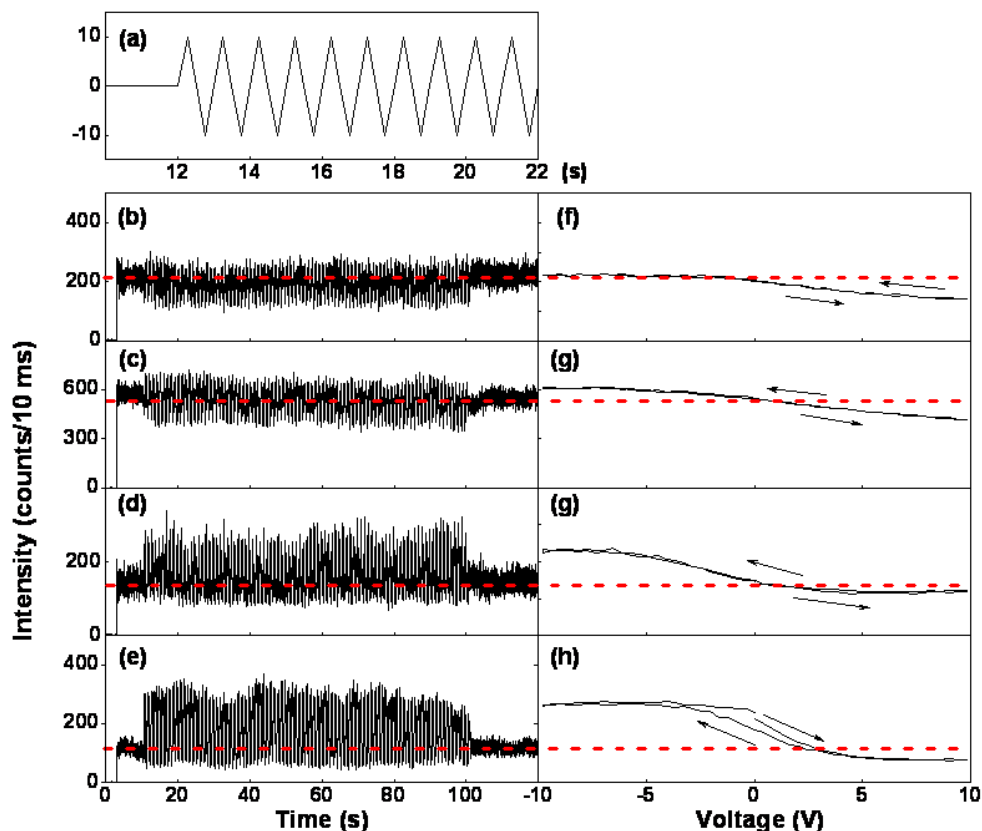 (a)
10
0
-10
12 14 16 18 20 22 (s)
(b) (f)
400
200
0
(c) (g)
600
300
0
(d) (g)
200
0
(e) (h)
400
200
0
0 20 40 60 80 100 -10 -5 0 5 10
Time (s) Voltage (V)
Intensity (counts/10 ms)